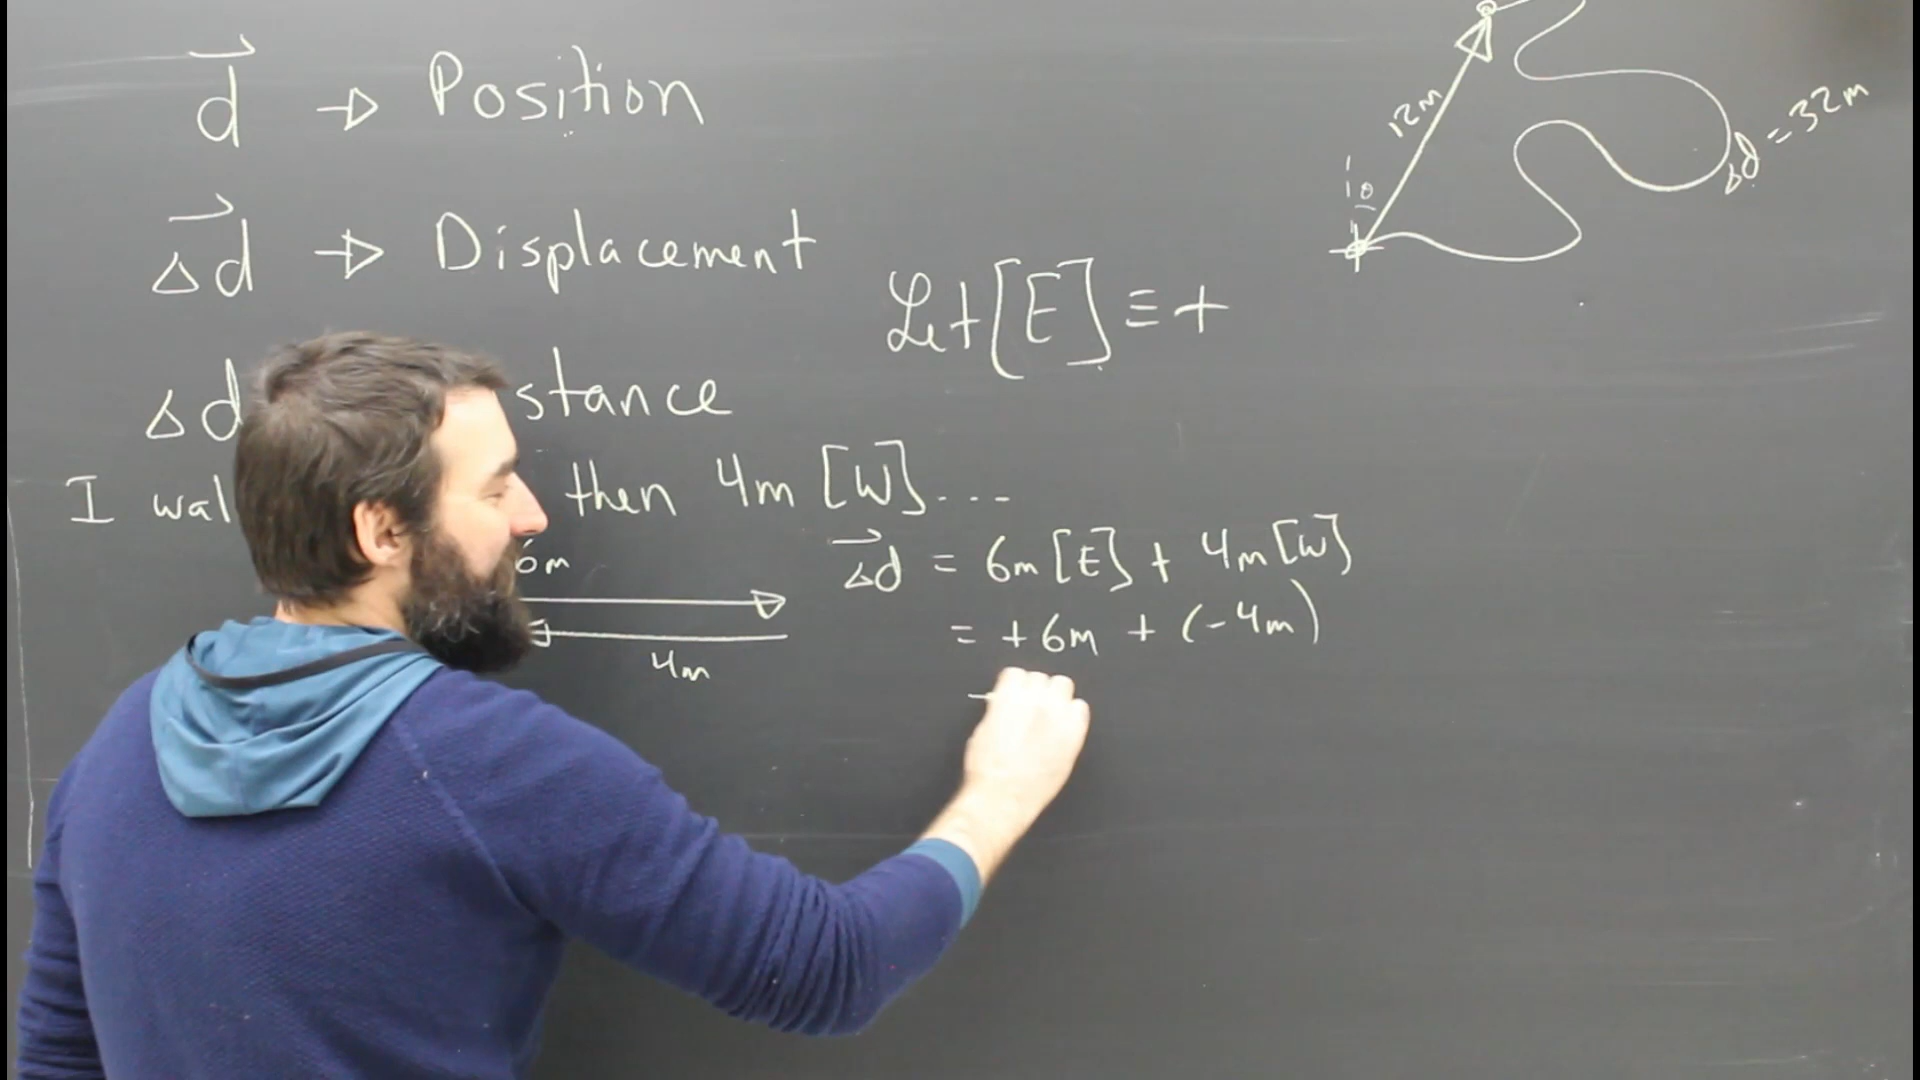 d⃗ → Position
Δd⃗ → Displacement
Δd stance
Let [E] ≡ +
I wal then 4m [W]...
6m
4m
Δd⃗ = 6m [E] + 4m [W]
= +6m + (-4m)
12m
θ
Δd = 32m